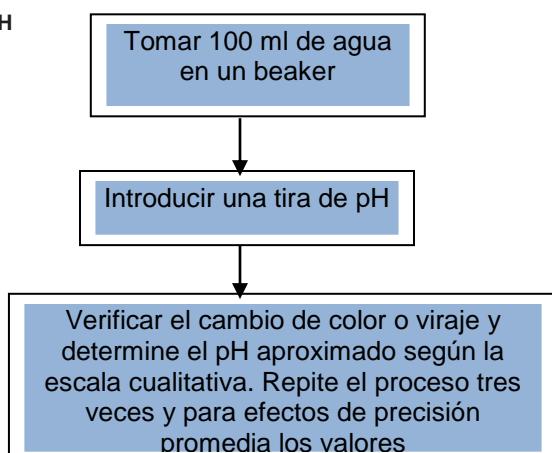 H
Tomar 100 ml de agua
en un beaker
Introducir una tira de pH
Verificar el cambio de color o viraje y
determine el pH aproximado según la
escala cualitativa. Repite el proceso tres
veces y para efectos de precisión
promedia los valores